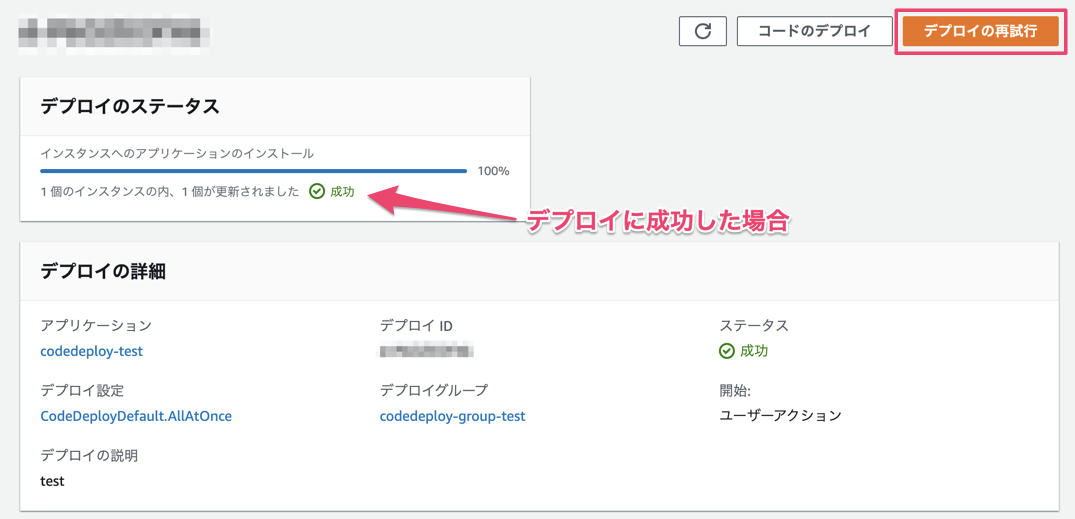 コードのデプロイ
デプロイの再試行
デプロイのステータス
インスタンスへのアプリケーションのインストール
100%
1 個のインスタンスの内、1 個が更新されました 成功
デプロイに成功した場合
デプロイの詳細
アプリケーション
codedeploy-test
デプロイ ID
ステータス
成功
デプロイ設定
CodeDeployDefault.AllAtOnce
デプロイグループ
codedeploy-group-test
開始:
ユーザーアクション
デプロイの説明
test